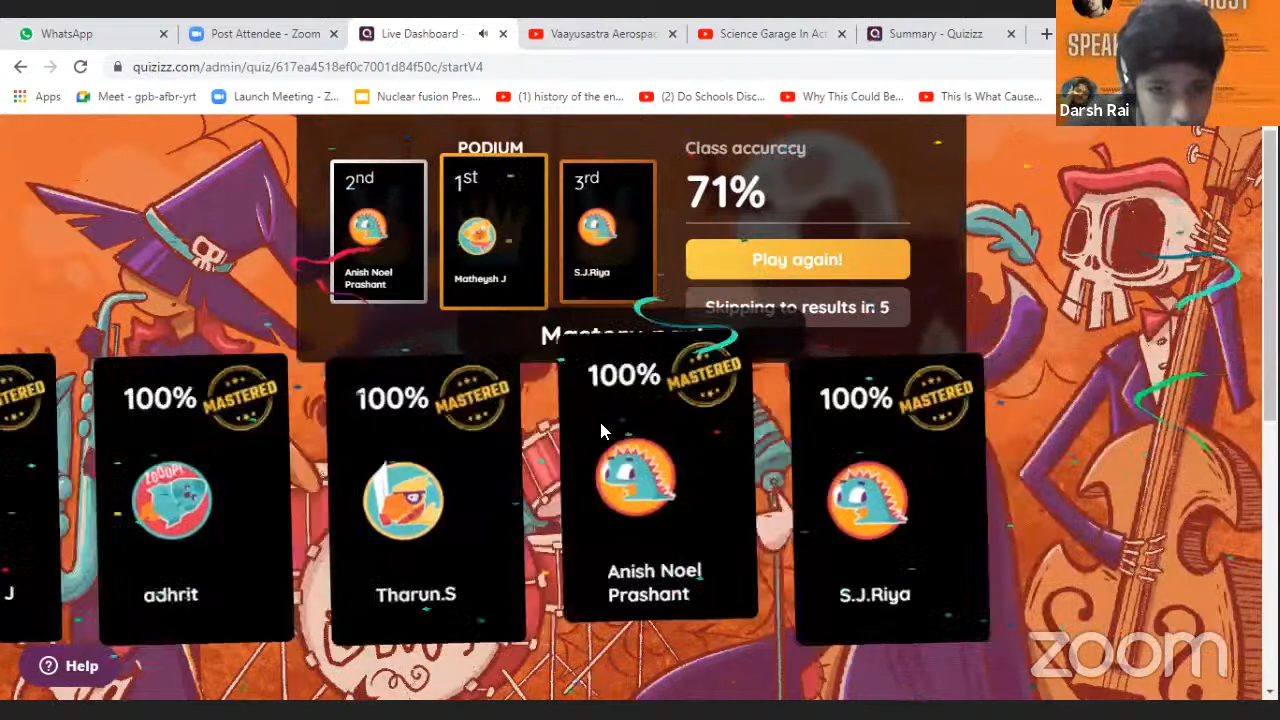 WhatsApp
Post Attendee - Zoom
Live Dashboard -
Vaayusastra Aerospac
Science Garage In Act
Summary - Quizizz
quizizz.com/admin/quiz/617ea4518ef0c7001d84f50c/startV4
Apps
Meet - gpb-afbr-yrt
Launch Meeting - Z...
Nuclear fusion Pres...
(1) history of the en...
(2) Do Schools Disc...
Why This Could Be...
This Is What Cause...
SPEAK
Darsh Rai
PODIUM
2nd
1st
3rd
Anish Noel
Prashant
Matheysh J
S.J.Riya
Class accuracy
71%
Play again!
Skipping to results in 5
100%
MASTERED
100%
MASTERED
100%
MASTERED
100%
MASTERED
ZOOOP!
J
adhrit
Tharun.S
Anish Noel
Prashant
S.J.Riya
Help
zoom